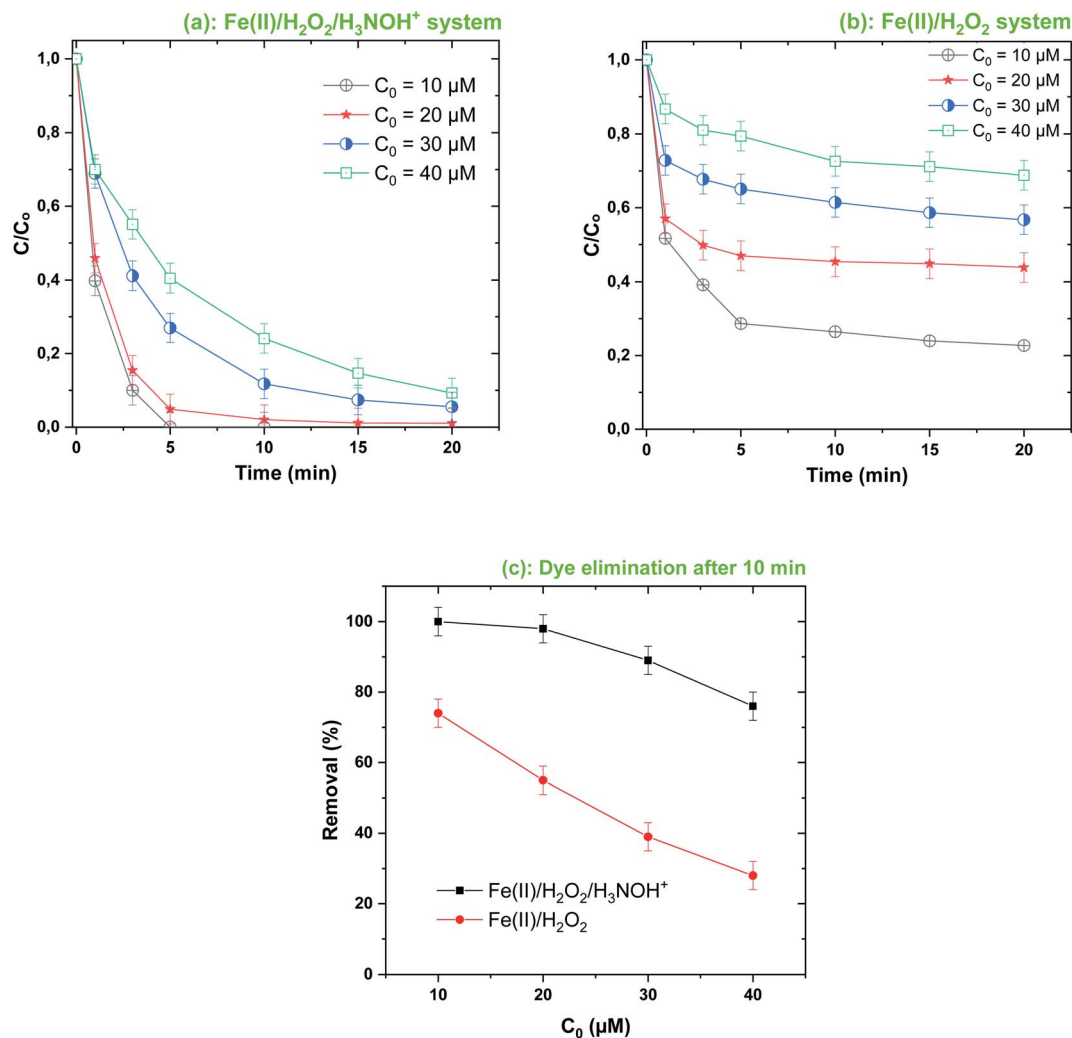 (a): Fe(II)/H₂O₂/H₃NOH⁺ system
1,0
0,8
0,6
0,4
0,2
0,0
C/Cₒ
C₀ = 10 µM
C₀ = 20 µM
C₀ = 30 µM
C₀ = 40 µM
0 5 10 15 20
Time (min)
(b): Fe(II)/H₂O₂ system
1,0
0,8
0,6
0,4
0,2
0,0
C/Cₒ
C₀ = 10 µM
C₀ = 20 µM
C₀ = 30 µM
C₀ = 40 µM
0 5 10 15 20
Time (min)
(c): Dye elimination after 10 min
100
80
60
40
20
0
Removal (%)
Fe(II)/H₂O₂/H₃NOH⁺
Fe(II)/H₂O₂
10 20 30 40
C₀ (µM)